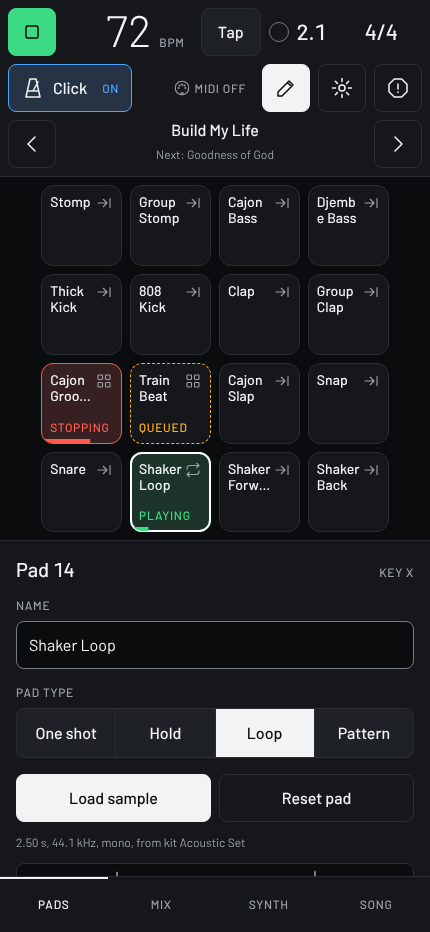 72 BPM Tap 2.1 4/4
Click ON MIDI OFF
Build My Life
Next: Goodness of God
Stomp
Group
Stomp
Cajon
Bass
Djemb
e Bass
Thick
Kick
808
Kick
Clap
Group
Clap
Cajon
Groo...
STOPPING
Train
Beat
QUEUED
Cajon
Slap
Snap
Snare
Shaker
Loop
PLAYING
Shaker
Forw...
Shaker
Back
Pad 14 KEY X
NAME
Shaker Loop
PAD TYPE
One shot Hold Loop Pattern
Load sample Reset pad
2.50 s, 44.1 kHz, mono, from kit Acoustic Set
PADS MIX SYNTH SONG